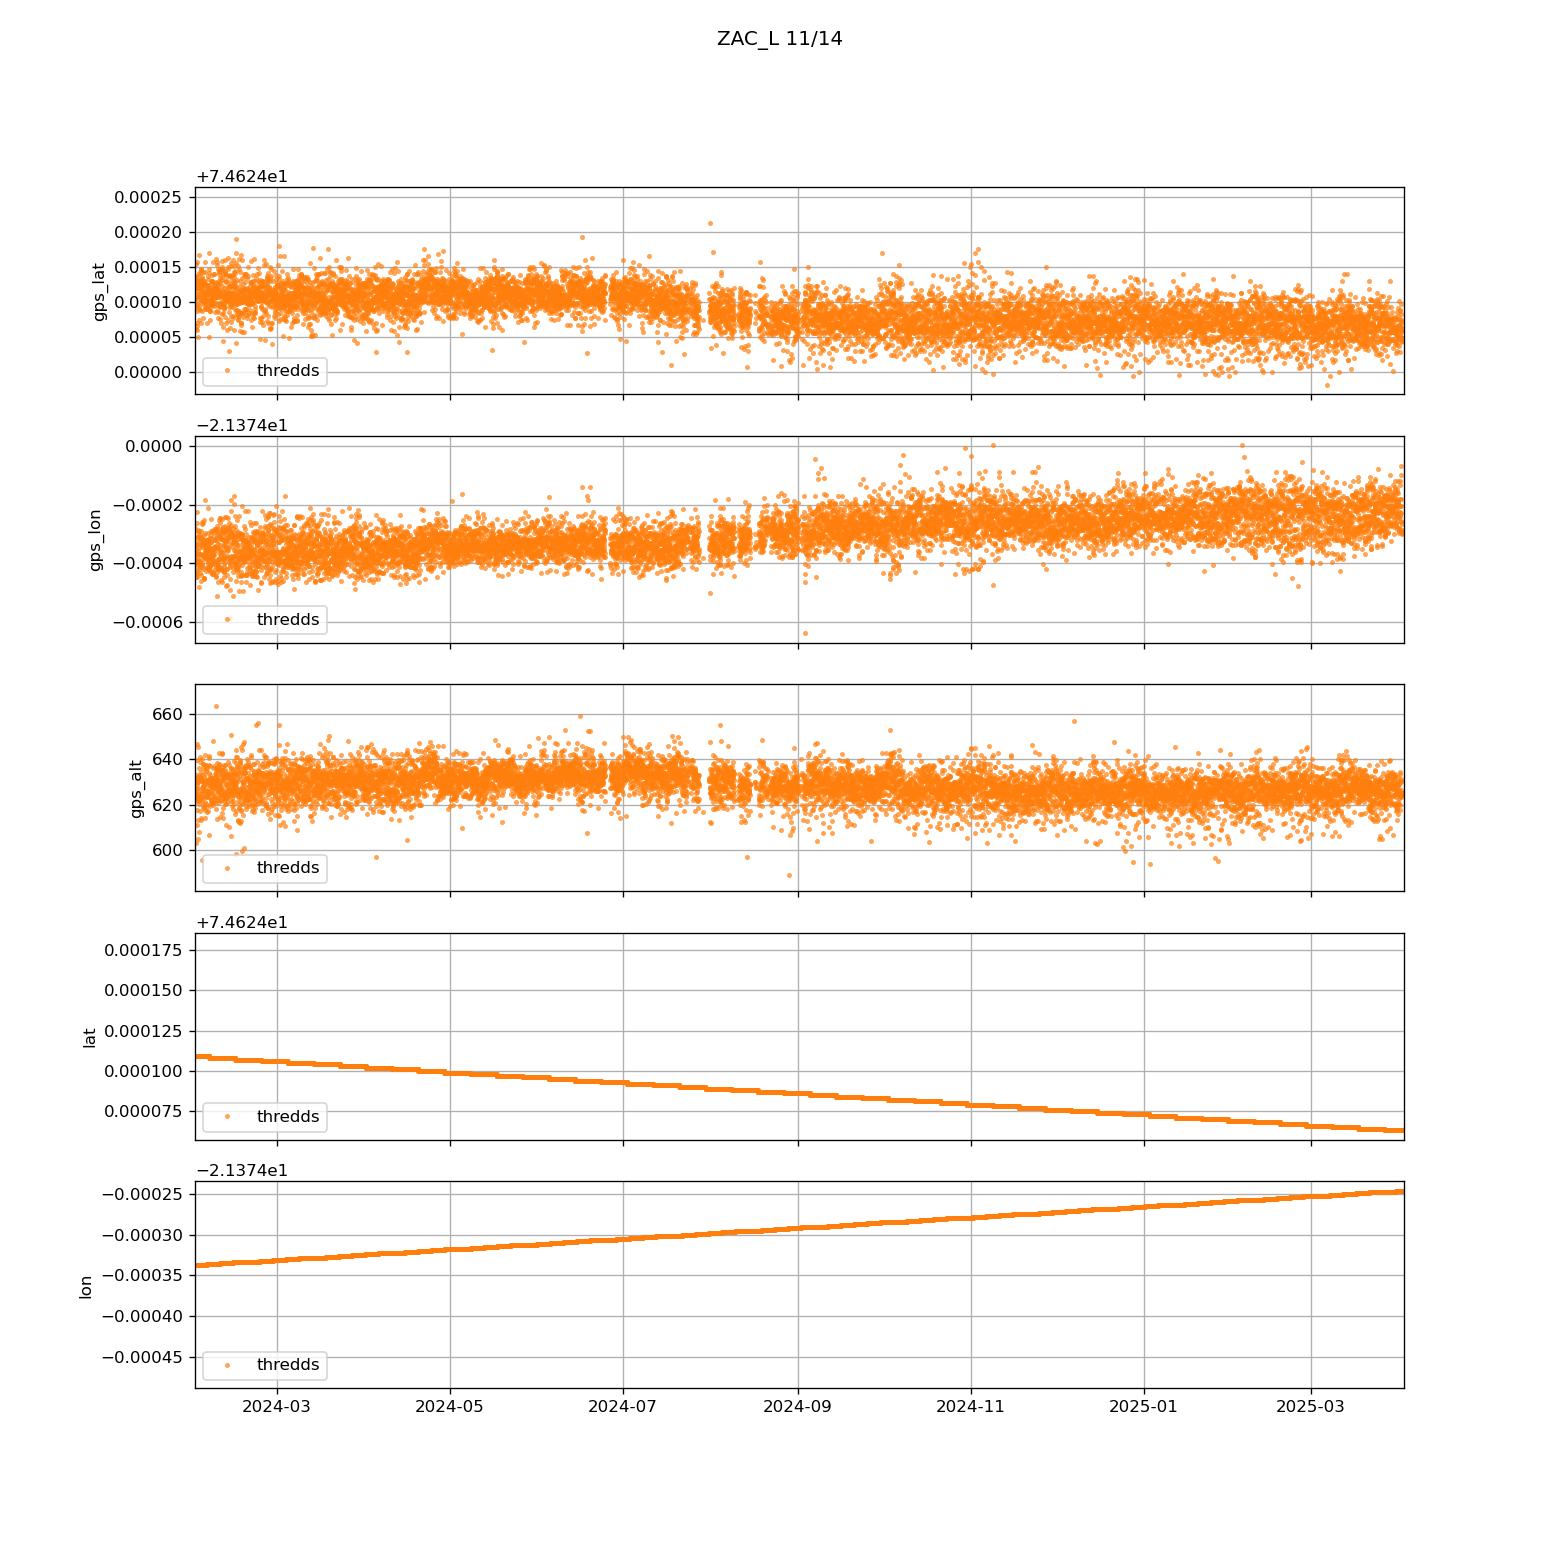 ZAC_L 11/14
+7.4624e1
0.00025
0.00020
0.00015
0.00010
0.00005
0.00000
gps_lat
thredds
−2.1374e1
0.0000
−0.0002
−0.0004
−0.0006
gps_lon
thredds
660
640
620
600
gps_alt
thredds
+7.4624e1
0.000175
0.000150
0.000125
0.000100
0.000075
lat
thredds
−2.1374e1
−0.00025
−0.00030
−0.00035
−0.00040
−0.00045
lon
thredds
2024-03 2024-05 2024-07 2024-09 2024-11 2025-01 2025-03